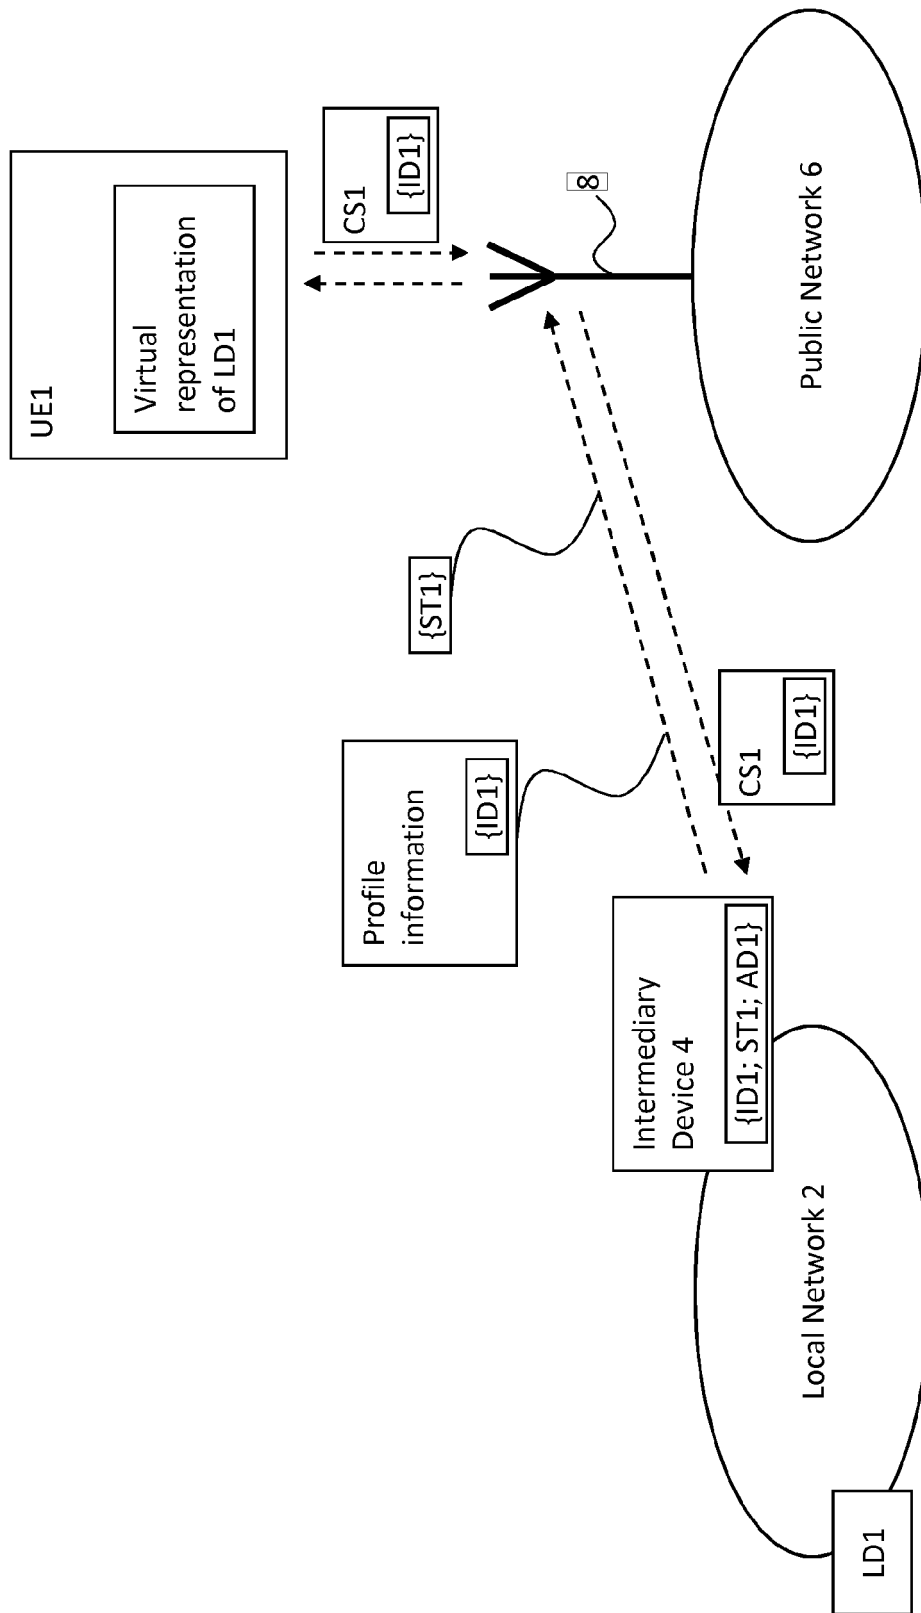 UE1
Virtual
representation
of LD1
CS1
{ID1}
8
{ST1}
Profile
information
{ID1}
CS1
{ID1}
Intermediary
Device 4
{ID1; ST1; AD1}
Public Network 6
Local Network 2
LD1